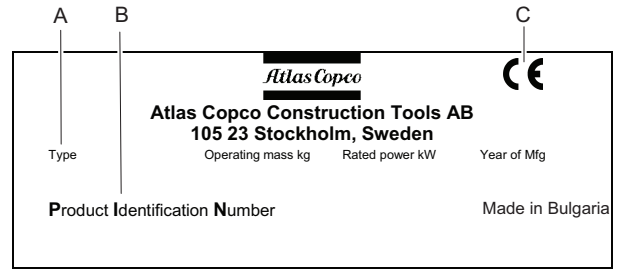 A B C
Atlas Copco CE
Atlas Copco Construction Tools AB
105 23 Stockholm, Sweden
Type Operating mass kg Rated power kW Year of Mfg
Product Identification Number Made in Bulgaria